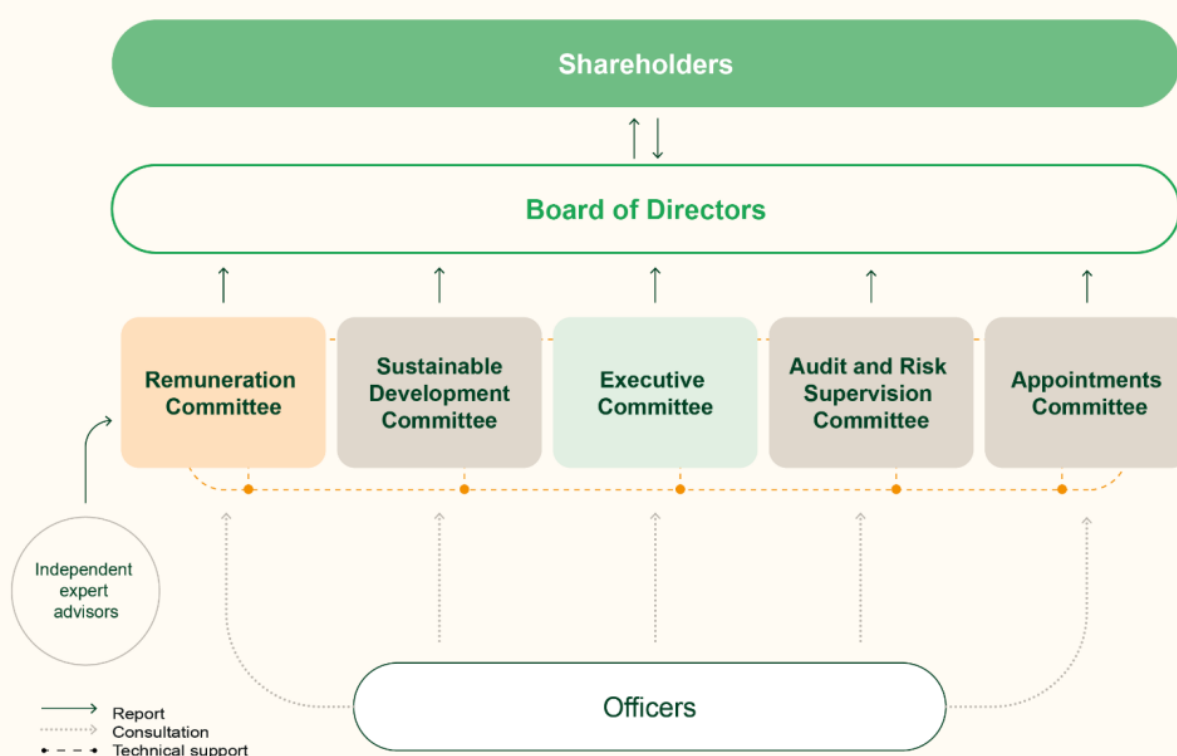 Shareholders
Board of Directors
Remuneration
Committee
Sustainable
Development
Committee
Executive
Committee
Audit and Risk
Supervision
Committee
Appointments
Committee
Independent
expert
advisors
Officers
Report
Consultation
Technical support